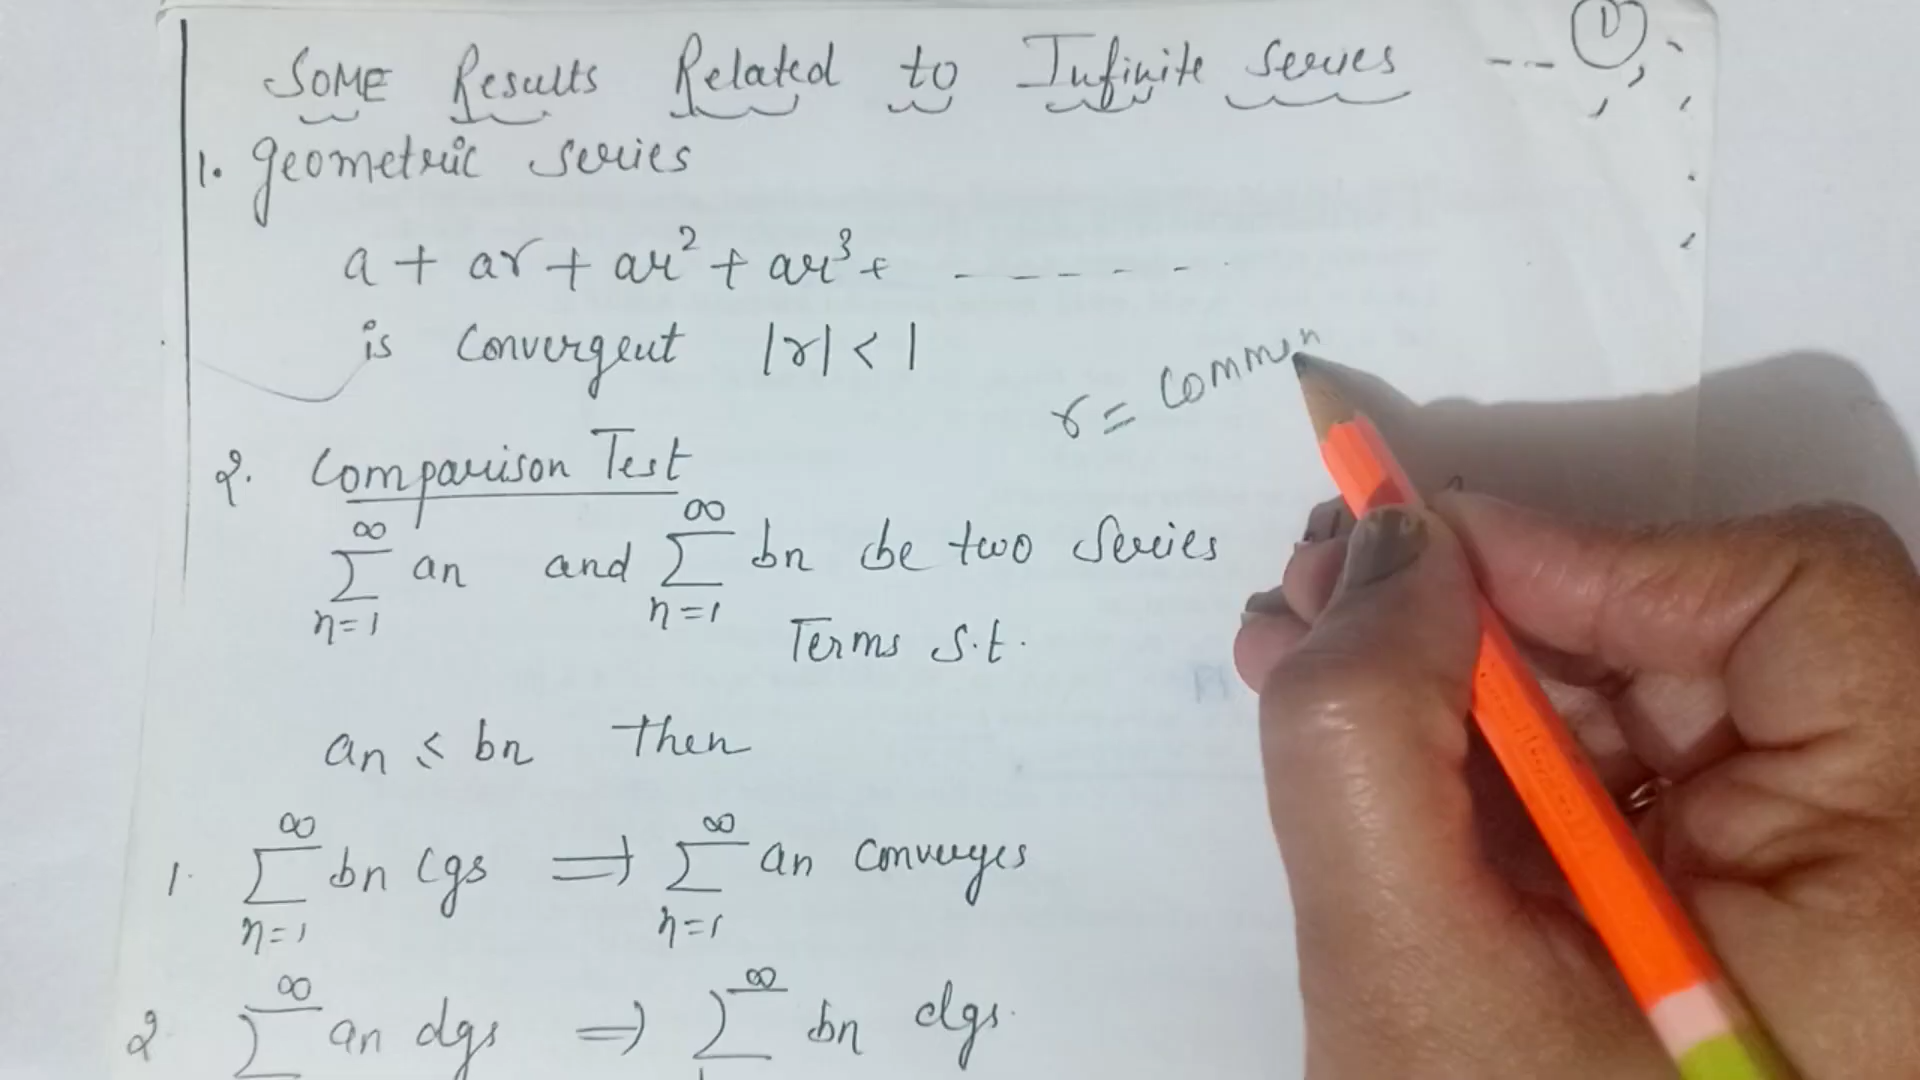 SOME Results Related to Infinite series --- 1
1. geometric series
a + ar + ar² + ar³ + - - - - - -
is convergent |r| < 1
r = common
2. Comparison Test
∞∑n=1 an and ∞∑n=1 bn be two series
Terms s.t.
an ≤ bn then
1. ∞∑n=1 bn cgs ⇒ ∞∑n=1 an converges
2 ∞∑ an dgs ⇒ ∞∑ bn dgs.